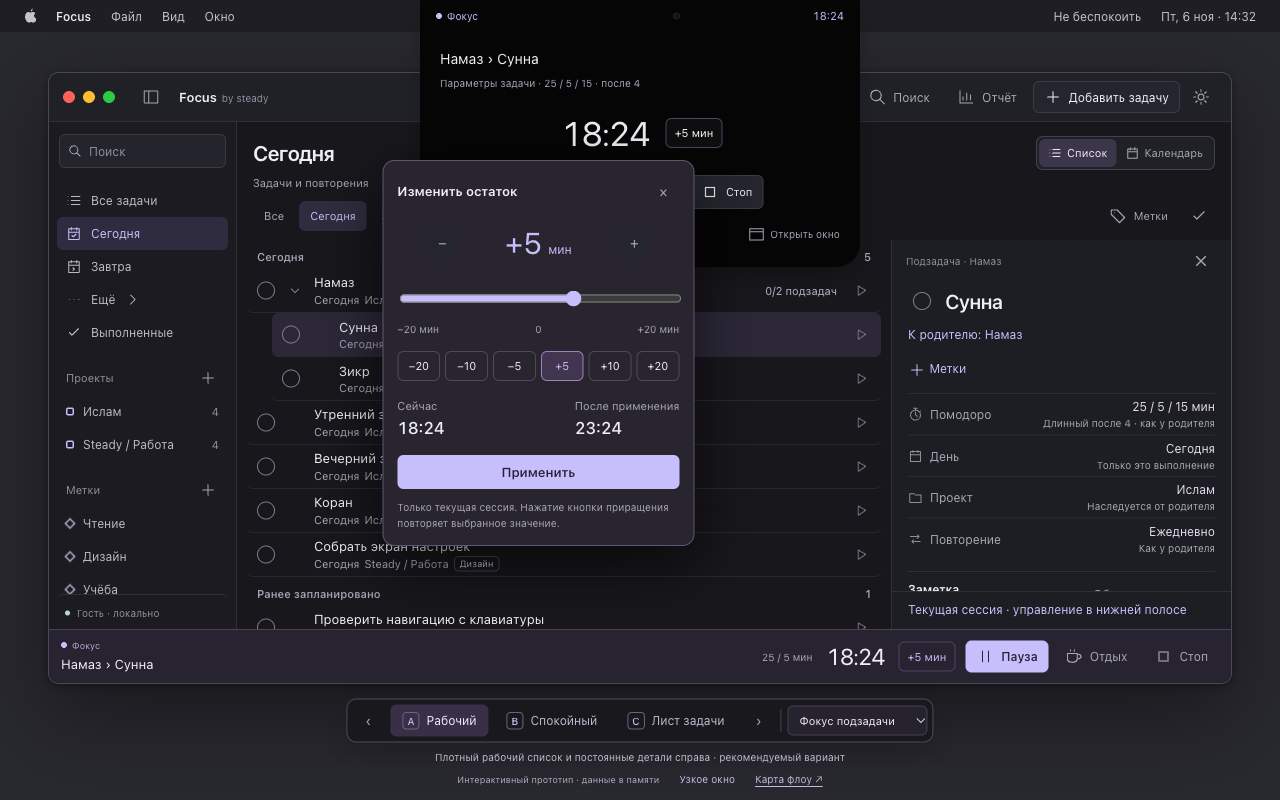 Focus Файл Вид Окно
Фокус 18:24
Не беспокоить Пт, 6 ноя · 14:32
Намаз › Сунна
Параметры задачи · 25 / 5 / 15 · после 4
18:24 +5 мин
Стоп
Открыть окно
Focus by steady
Поиск Отчёт Добавить задачу
Поиск
Все задачи
Сегодня
Завтра
Ещё
Выполненные
Проекты
Ислам 4
Steady / Работа 4
Метки
Чтение
Дизайн
Учёба
Гость · локально
Сегодня
Список Календарь
Задачи и повторения
Все Сегодня
Метки
Сегодня 5
Намаз
Сегодня 0/2 подзадач
Сунна
Зикр
Утренний
Сегодня
Вечерний
Сегодня
Коран
Сегодня
Собрать экран настроек
Сегодня Steady / Работа Дизайн
Ранее запланировано 1
Проверить навигацию с клавиатуры
Изменить остаток ×
− +5 мин +
−20 мин 0 +20 мин
−20 −10 −5 +5 +10 +20
Сейчас После применения
18:24 23:24
Применить
Только текущая сессия. Нажатие кнопки приращения
повторяет выбранное значение.
Подзадача · Намаз
Сунна
К родителю: Намаз
Метки
Помодоро 25 / 5 / 15 мин
Длинный после 4 · как у родителя
День Сегодня
Только это выполнение
Проект Ислам
Наследуется от родителя
Повторение Ежедневно
Как у родителя
Заметка
Текущая сессия · управление в нижней полосе
Фокус
Намаз › Сунна
25 / 5 мин 18:24 +5 мин Пауза Отдых Стоп
‹ A Рабочий B Спокойный C Лист задачи › Фокус подзадачи
Плотный рабочий список и постоянные детали справа · рекомендуемый вариант
Интерактивный прототип · данные в памяти Узкое окно Карта флоу ↗